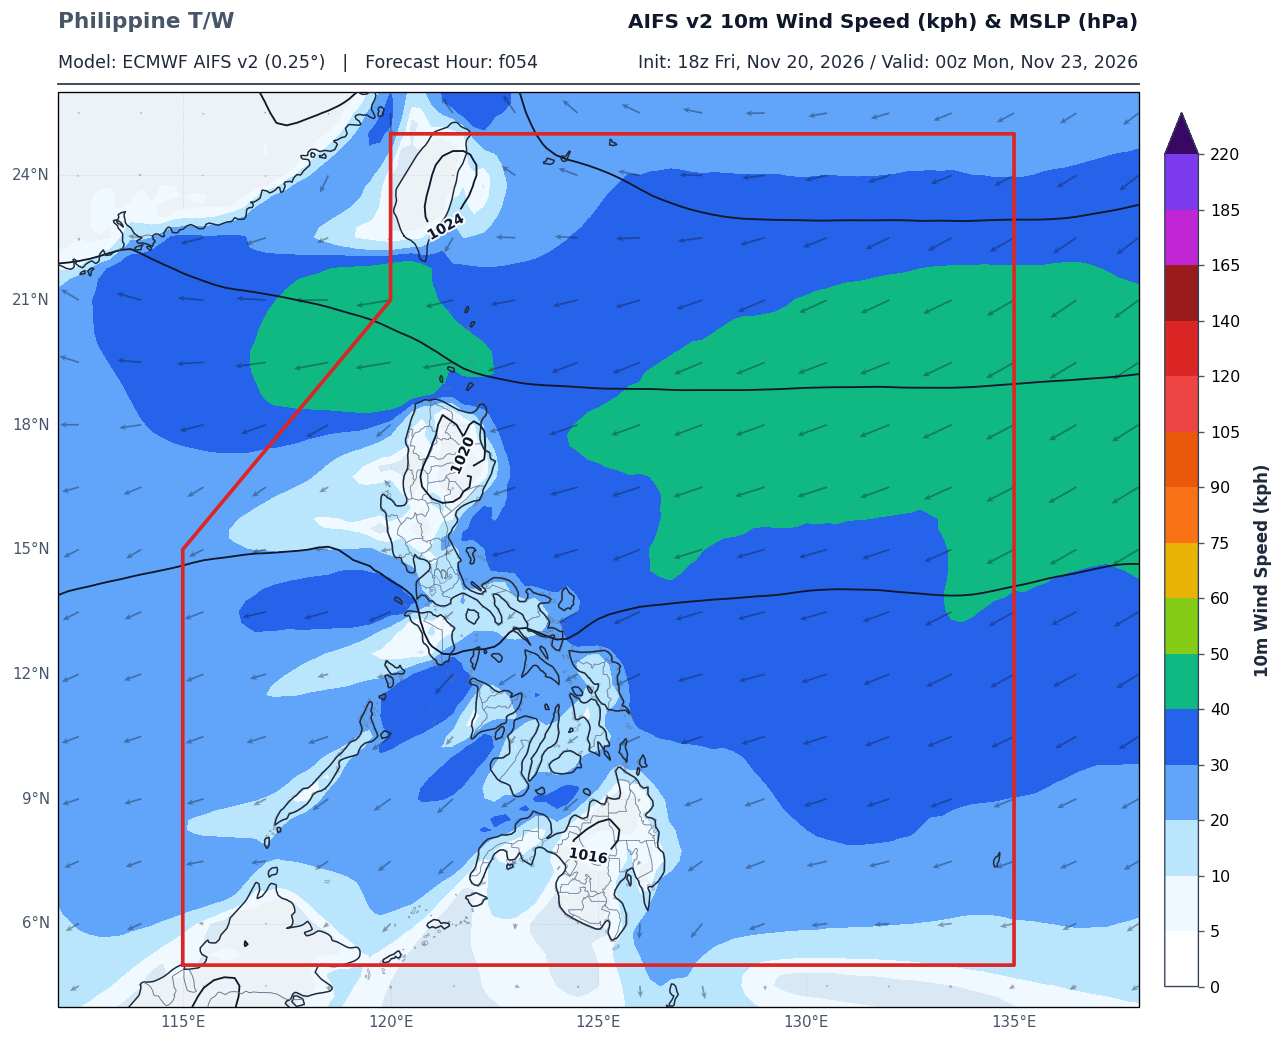 Philippine T/W
AIFS v2 10m Wind Speed (kph) & MSLP (hPa)
Model: ECMWF AIFS v2 (0.25°)   |   Forecast Hour: f054
Init: 18z Fri, Nov 20, 2026 / Valid: 00z Mon, Nov 23, 2026
24°N
21°N
18°N
15°N
12°N
9°N
6°N
115°E
120°E
125°E
130°E
135°E
1024
1020
1016
220
185
165
140
120
105
90
75
60
50
40
30
20
10
5
0
10m Wind Speed (kph)